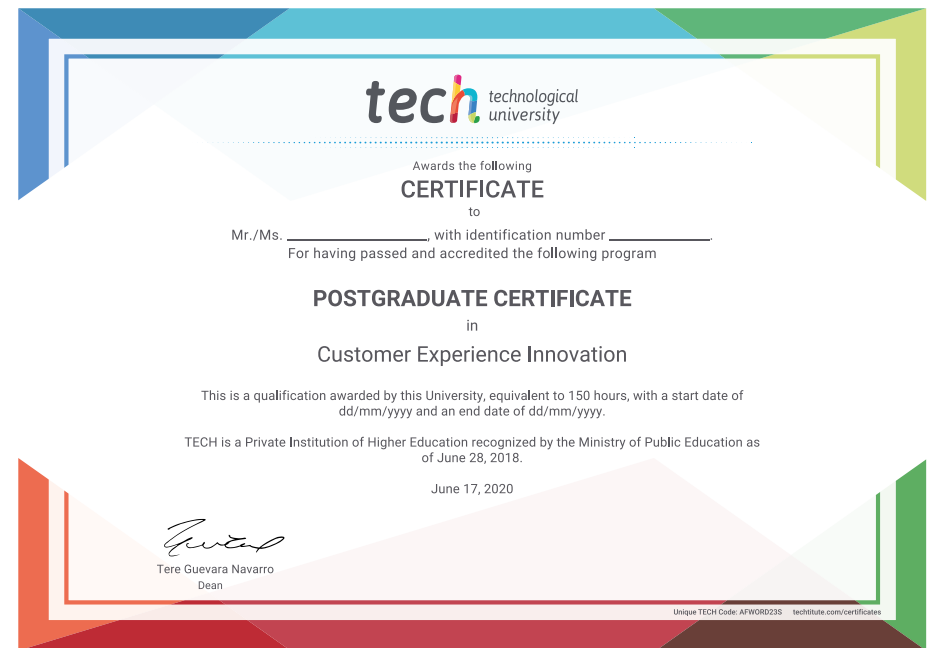 tech technological
university
Awards the following
CERTIFICATE
to
Mr./Ms. ____________________, with identification number ______________.
For having passed and accredited the following program
POSTGRADUATE CERTIFICATE
in
Customer Experience Innovation
This is a qualification awarded by this University, equivalent to 150 hours, with a start date of
dd/mm/yyyy and an end date of dd/mm/yyyy.
TECH is a Private Institution of Higher Education recognized by the Ministry of Public Education as
of June 28, 2018.
June 17, 2020
Tere Guevara Navarro
Dean
Unique TECH Code: AFWORD23S techtitute.com/certificates